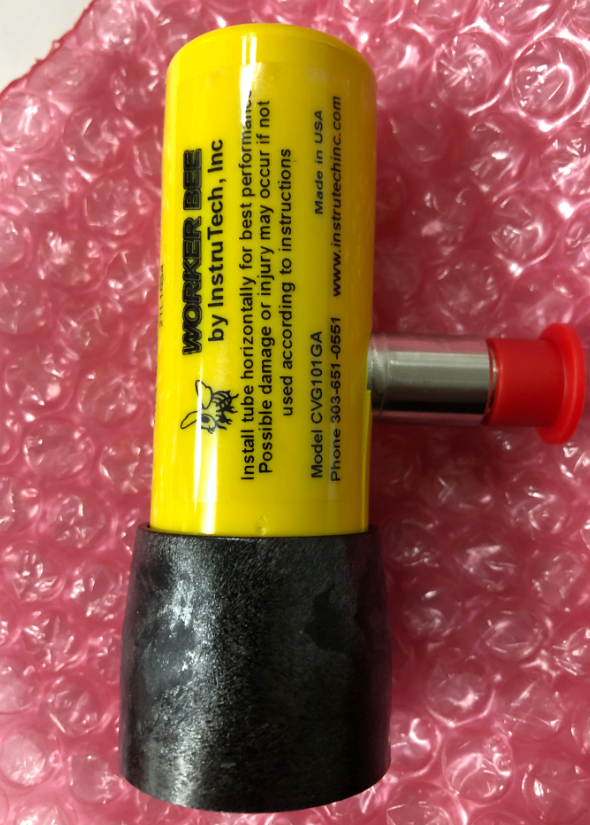 WORKER BEE
by InstruTech, Inc
Install tube horizontally for best performance
Possible damage or injury may occur if not
used according to instructions
Model CVG101GA Made in USA
Phone 303-651-0551 www.instrutechinc.com